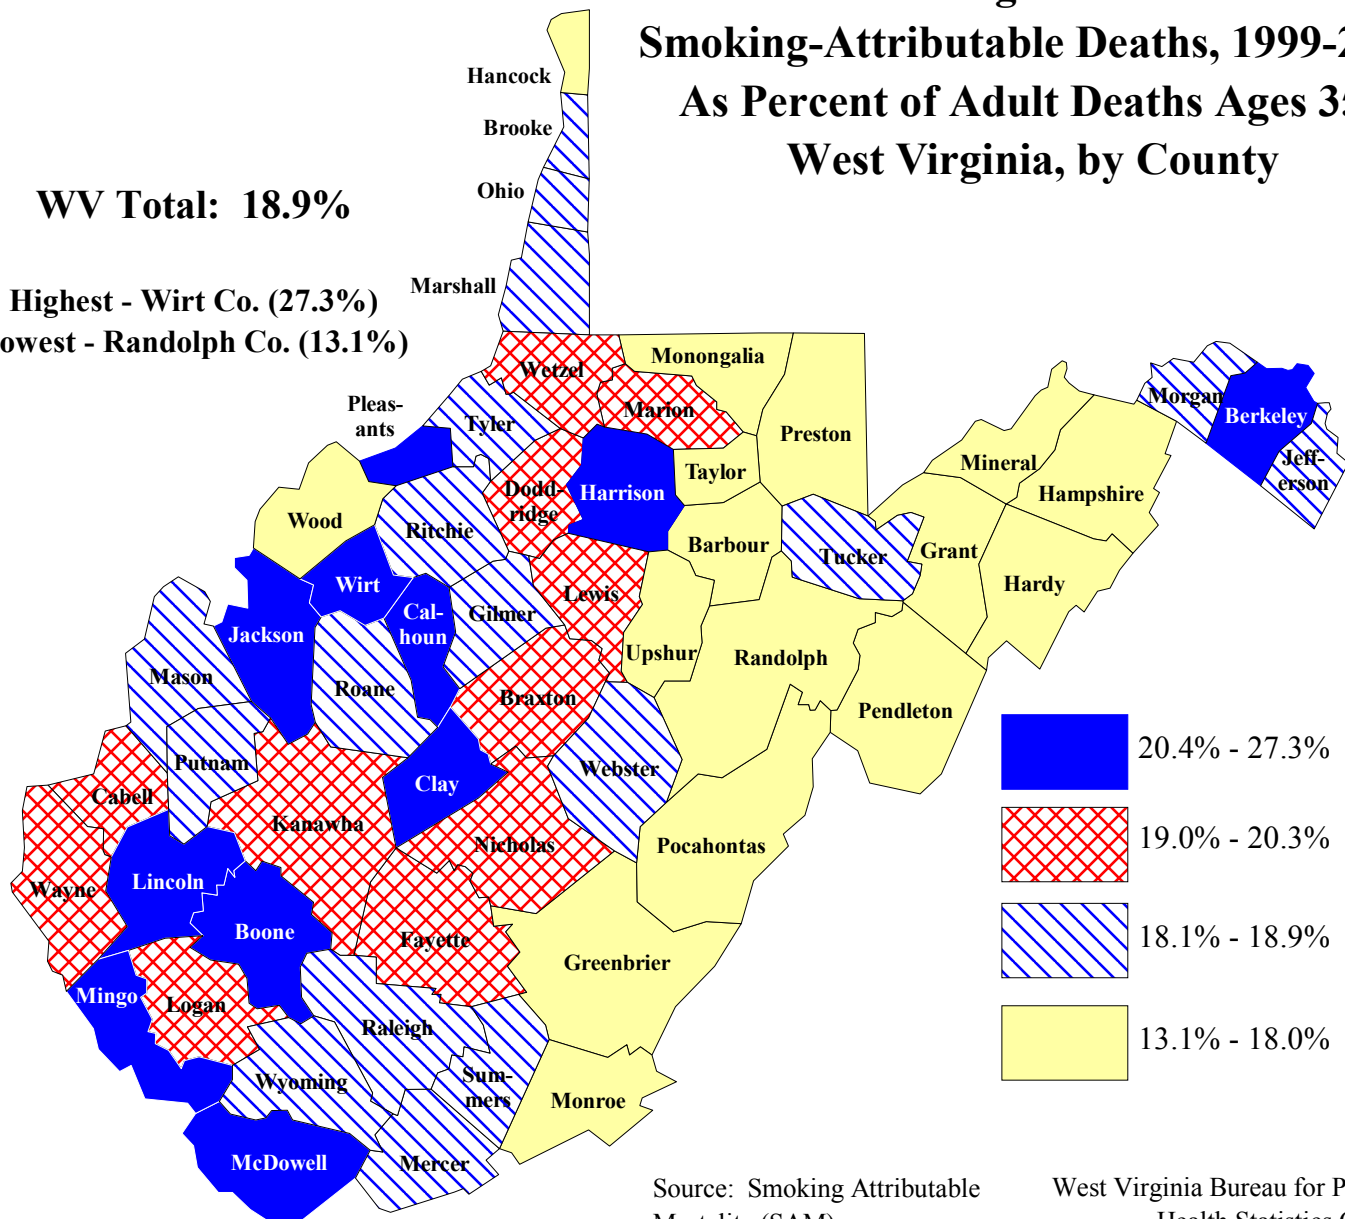 Smoking-Attributable Deaths, 1999-
As Percent of Adult Deaths Ages
West Virginia, by County
WV Total: 18.9%
Highest - Wirt Co. (27.3%)
owest - Randolph Co. (13.1%)
Hancock
Brooke
Ohio
Marshall
Wetzel
Monongalia
Marion
Pleas-
ants
Tyler
Preston
Morgan
Berkeley
Jeff-
erson
Mineral
Hampshire
Taylor
Dodd-
ridge
Harrison
Wood
Ritchie
Barbour
Tucker
Grant
Hardy
Wirt
Cal-
houn
Gilmer
Lewis
Jackson
Upshur
Randolph
Mason
Roane
Braxton
Pendleton
Putnam
Webster
Clay
Cabell
Kanawha
Nicholas
Pocahontas
Wayne
Lincoln
Boone
Fayette
Greenbrier
Mingo
Logan
Raleigh
Wyoming
Sum-
mers
Monroe
McDowell
Mercer
20.4% - 27.3%
19.0% - 20.3%
18.1% - 18.9%
13.1% - 18.0%
Source: Smoking Attributable
West Virginia Bureau for P
Health Statistics